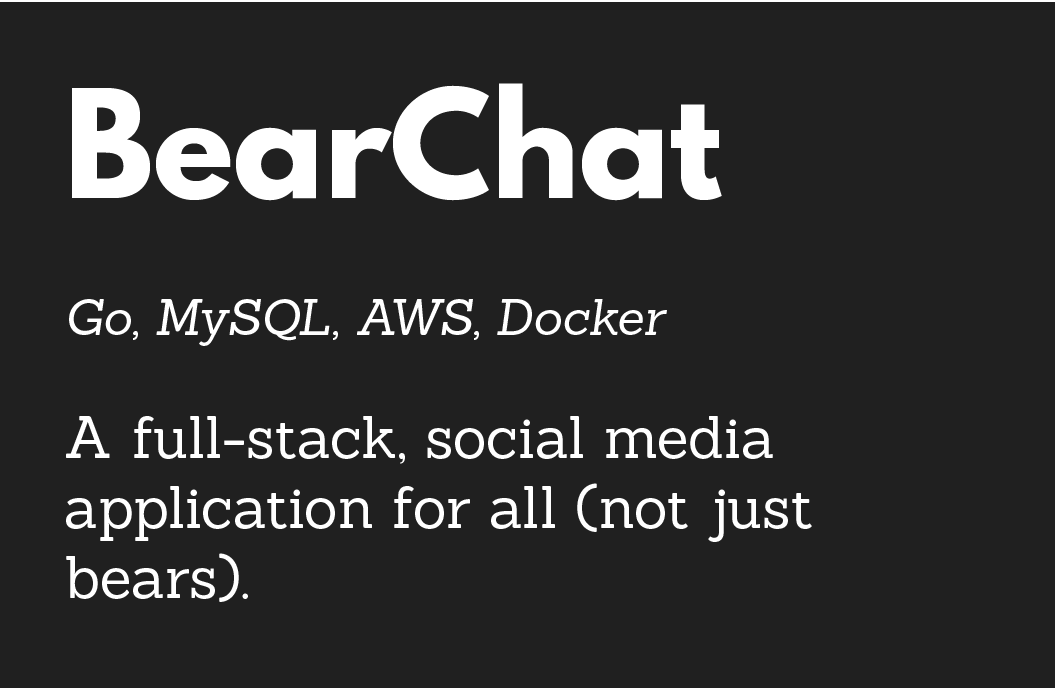 BearChat
Go, MySQL, AWS, Docker
A full-stack, social media
application for all (not just
bears).